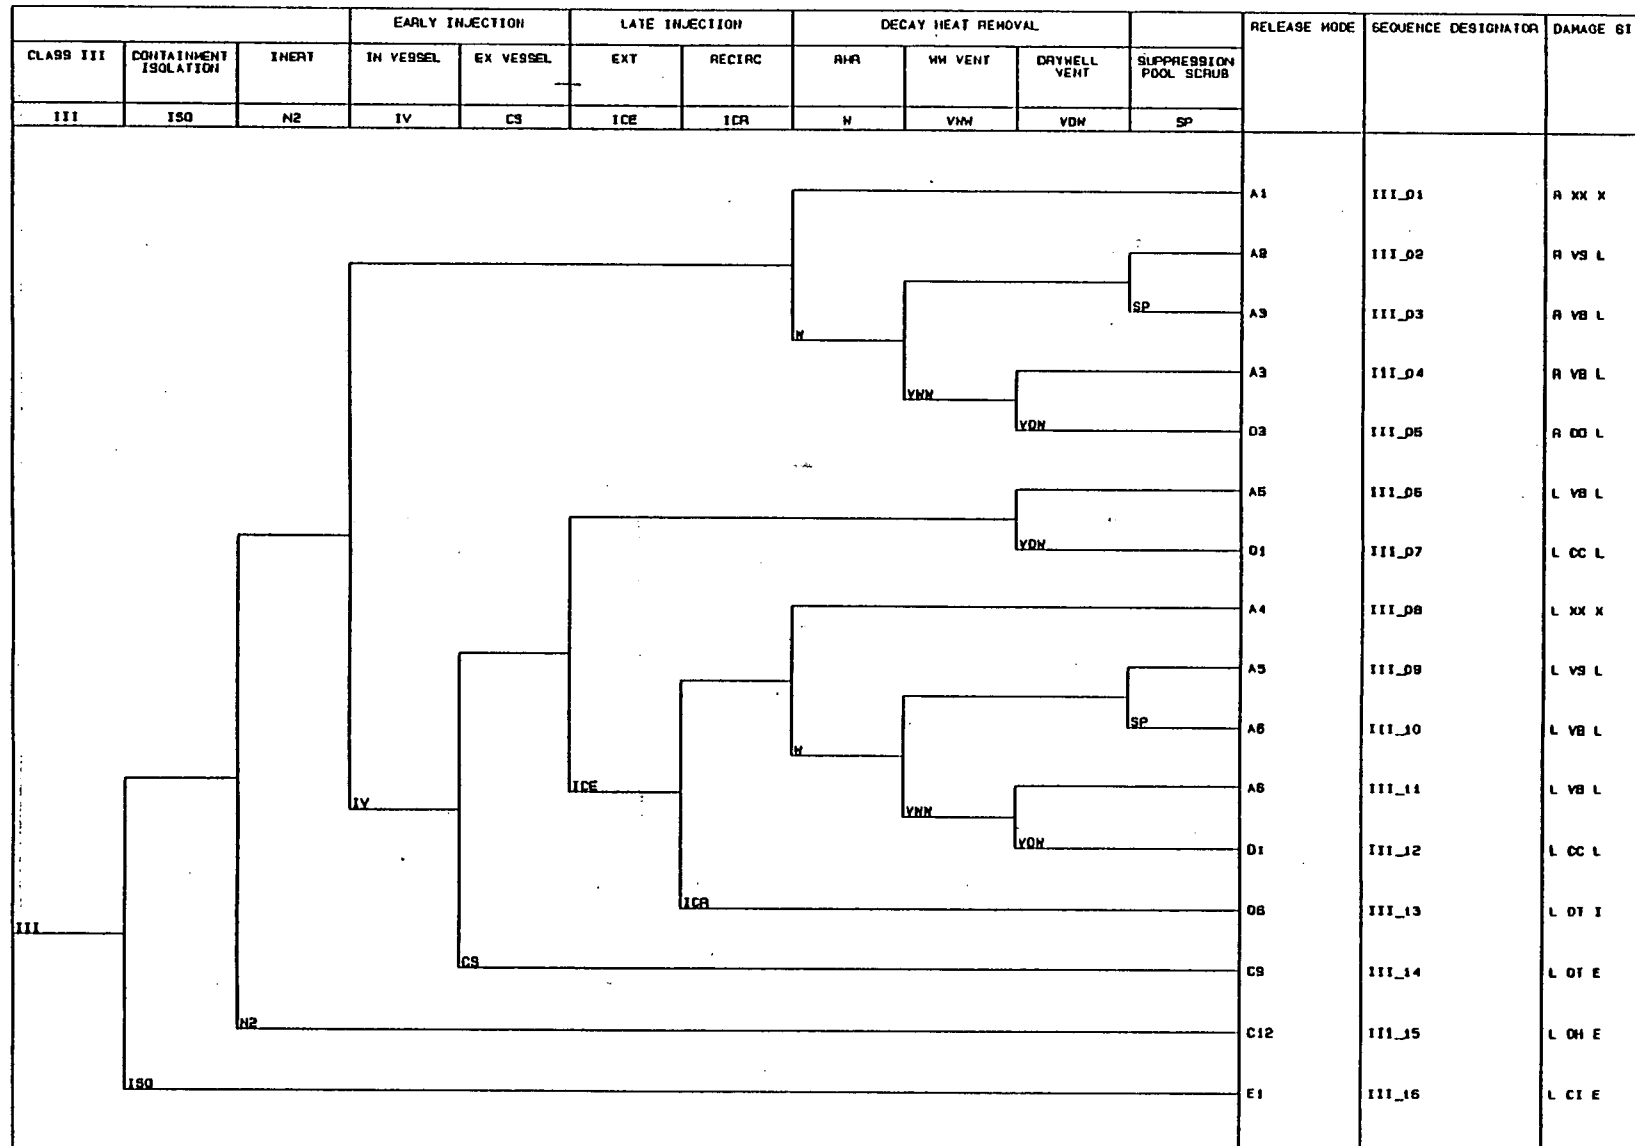 EARLY INJECTION LATE INJECTION DECAY HEAT REMOVAL RELEASE MODE SEQUENCE DESIGNATOR DAMAGE ST
CLASS III CONTAINMENT ISOLATION INERT IN VESSEL EX VESSEL EXT RECIRC RHR WW VENT DRYWELL VENT SUPPRESSION POOL SCRUB
III ISO N2 IV CS ICE ICR W VWW VDW SP
A1 III_01 R XX X
A2 III_02 R VS L
SP A3 III_03 R VB L
W
A3 III_04 R VB L
VWW
VDW D3 III_05 R DD L
A5 III_06 L VB L
VDW D1 III_07 L CC L
A4 III_08 L XX X
A5 III_09 L VS L
SP A6 III_10 L VB L
W
A6 III_11 L VB L
IV ICE
VWW
VDW D1 III_12 L CC L
ICR D6 III_13 L OT I
III
CS C9 III_14 L OT E
N2 C12 III_15 L OH E
ISO E1 III_16 L CI E